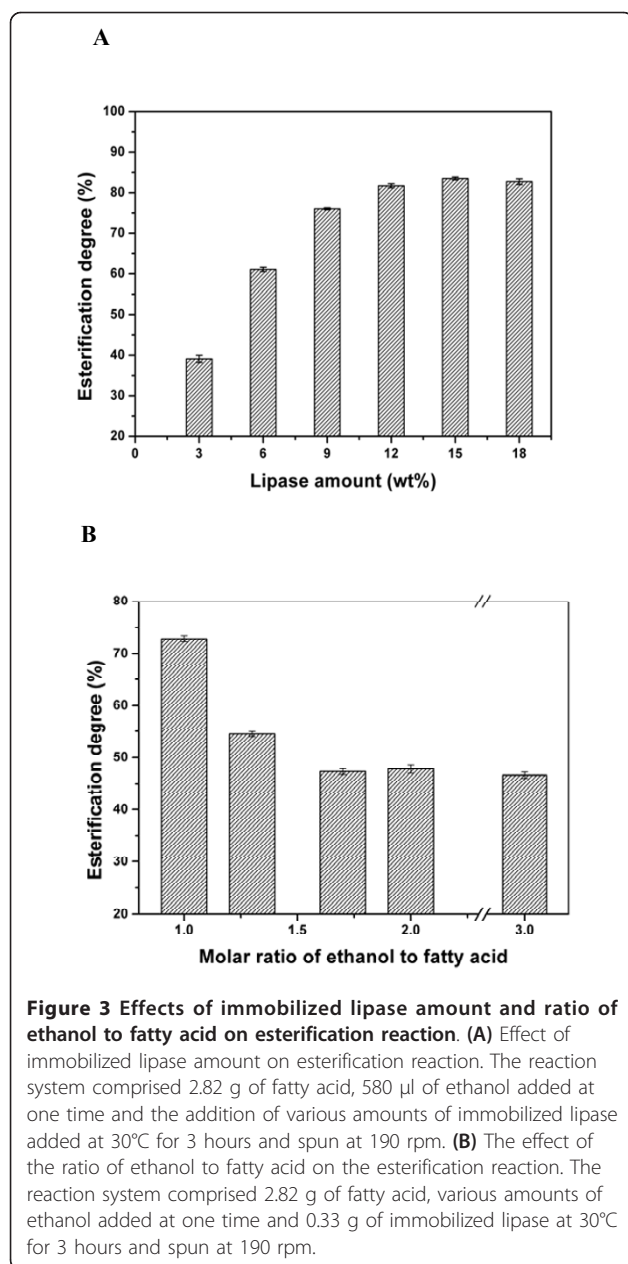 A
100
90
80
70
60
50
40
30
20
Esterification degree (%)
0 3 6 9 12 15 18
Lipase amount (wt%)
B
80
70
60
50
40
30
20
Esterification degree (%)
1.0 1.5 2.0 3.0
Molar ratio of ethanol to fatty acid
Figure 3 Effects of immobilized lipase amount and ratio of
ethanol to fatty acid on esterification reaction. (A) Effect of
immobilized lipase amount on esterification reaction. The reaction
system comprised 2.82 g of fatty acid, 580 μl of ethanol added at
one time and the addition of various amounts of immobilized lipase
added at 30°C for 3 hours and spun at 190 rpm. (B) The effect of
the ratio of ethanol to fatty acid on the esterification reaction. The
reaction system comprised 2.82 g of fatty acid, various amounts of
ethanol added at one time and 0.33 g of immobilized lipase at 30°C
for 3 hours and spun at 190 rpm.